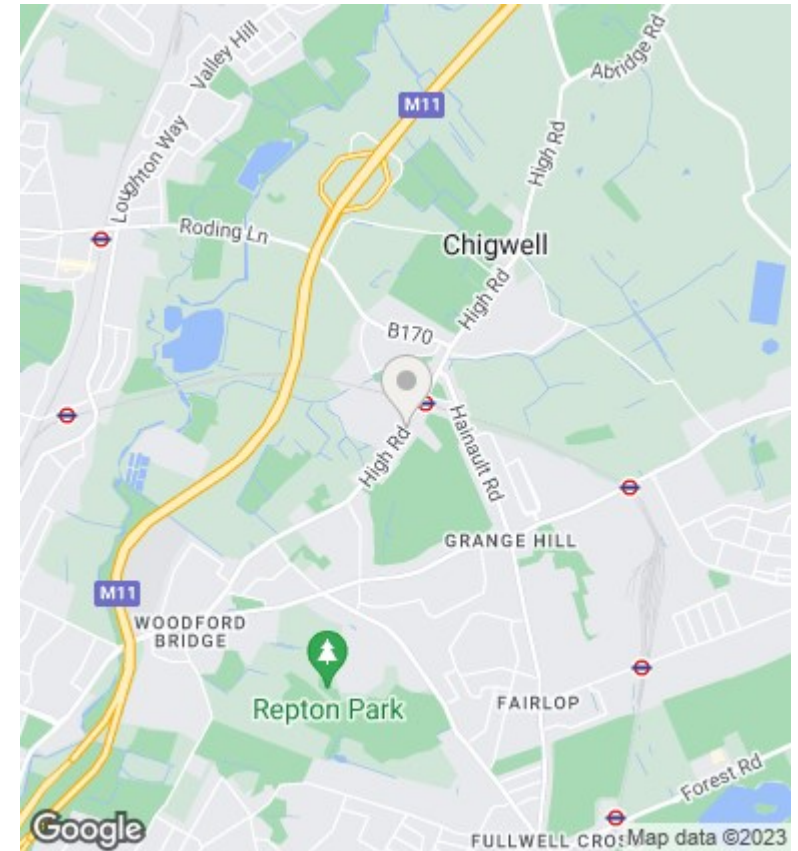 Abridge Rd
Valley Hill
M11
Loughton Way
High Rd
Roding Ln
Chigwell
High Rd
B170
High Rd
Hainault Rd
GRANGE HILL
M11
WOODFORD
BRIDGE
Repton Park
FAIRLOP
Forest Rd
Google
FULLWELL CROS
Map data ©2023